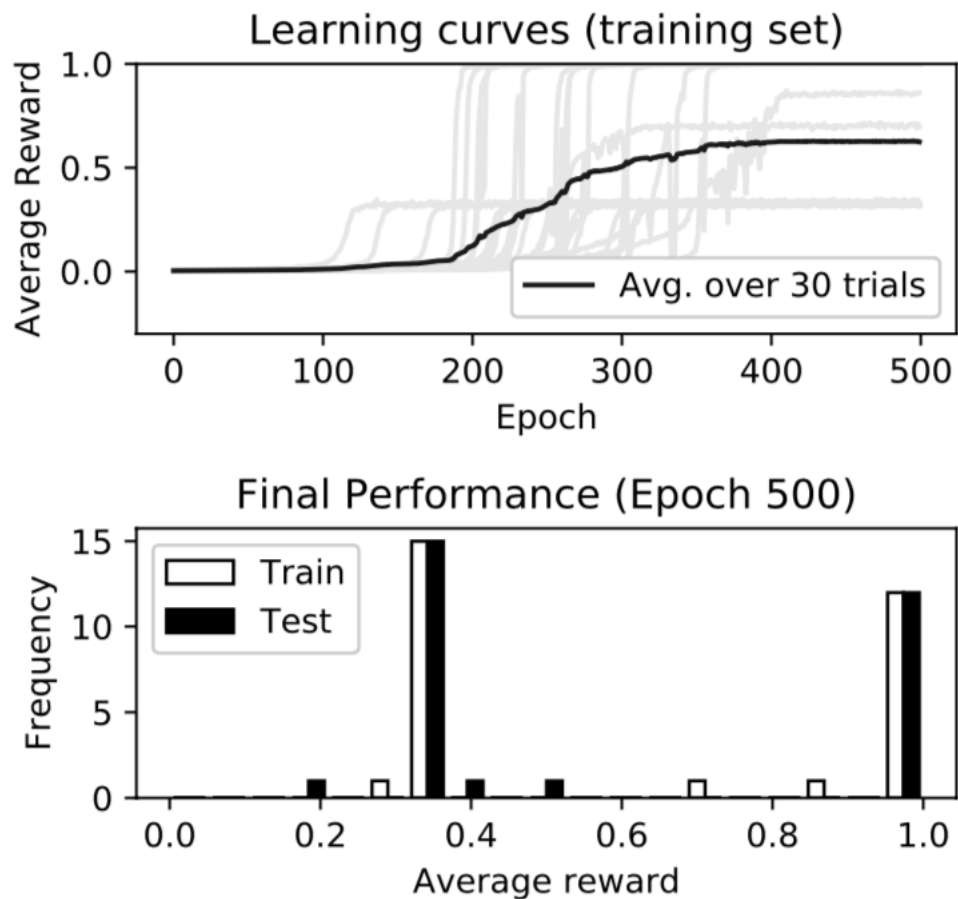 Learning curves (training set)
1.0
0.5
0.0
Average Reward
Avg. over 30 trials
0 100 200 300 400 500
Epoch
Final Performance (Epoch 500)
15
10
5
0
Frequency
Train
Test
0.0 0.2 0.4 0.6 0.8 1.0
Average reward